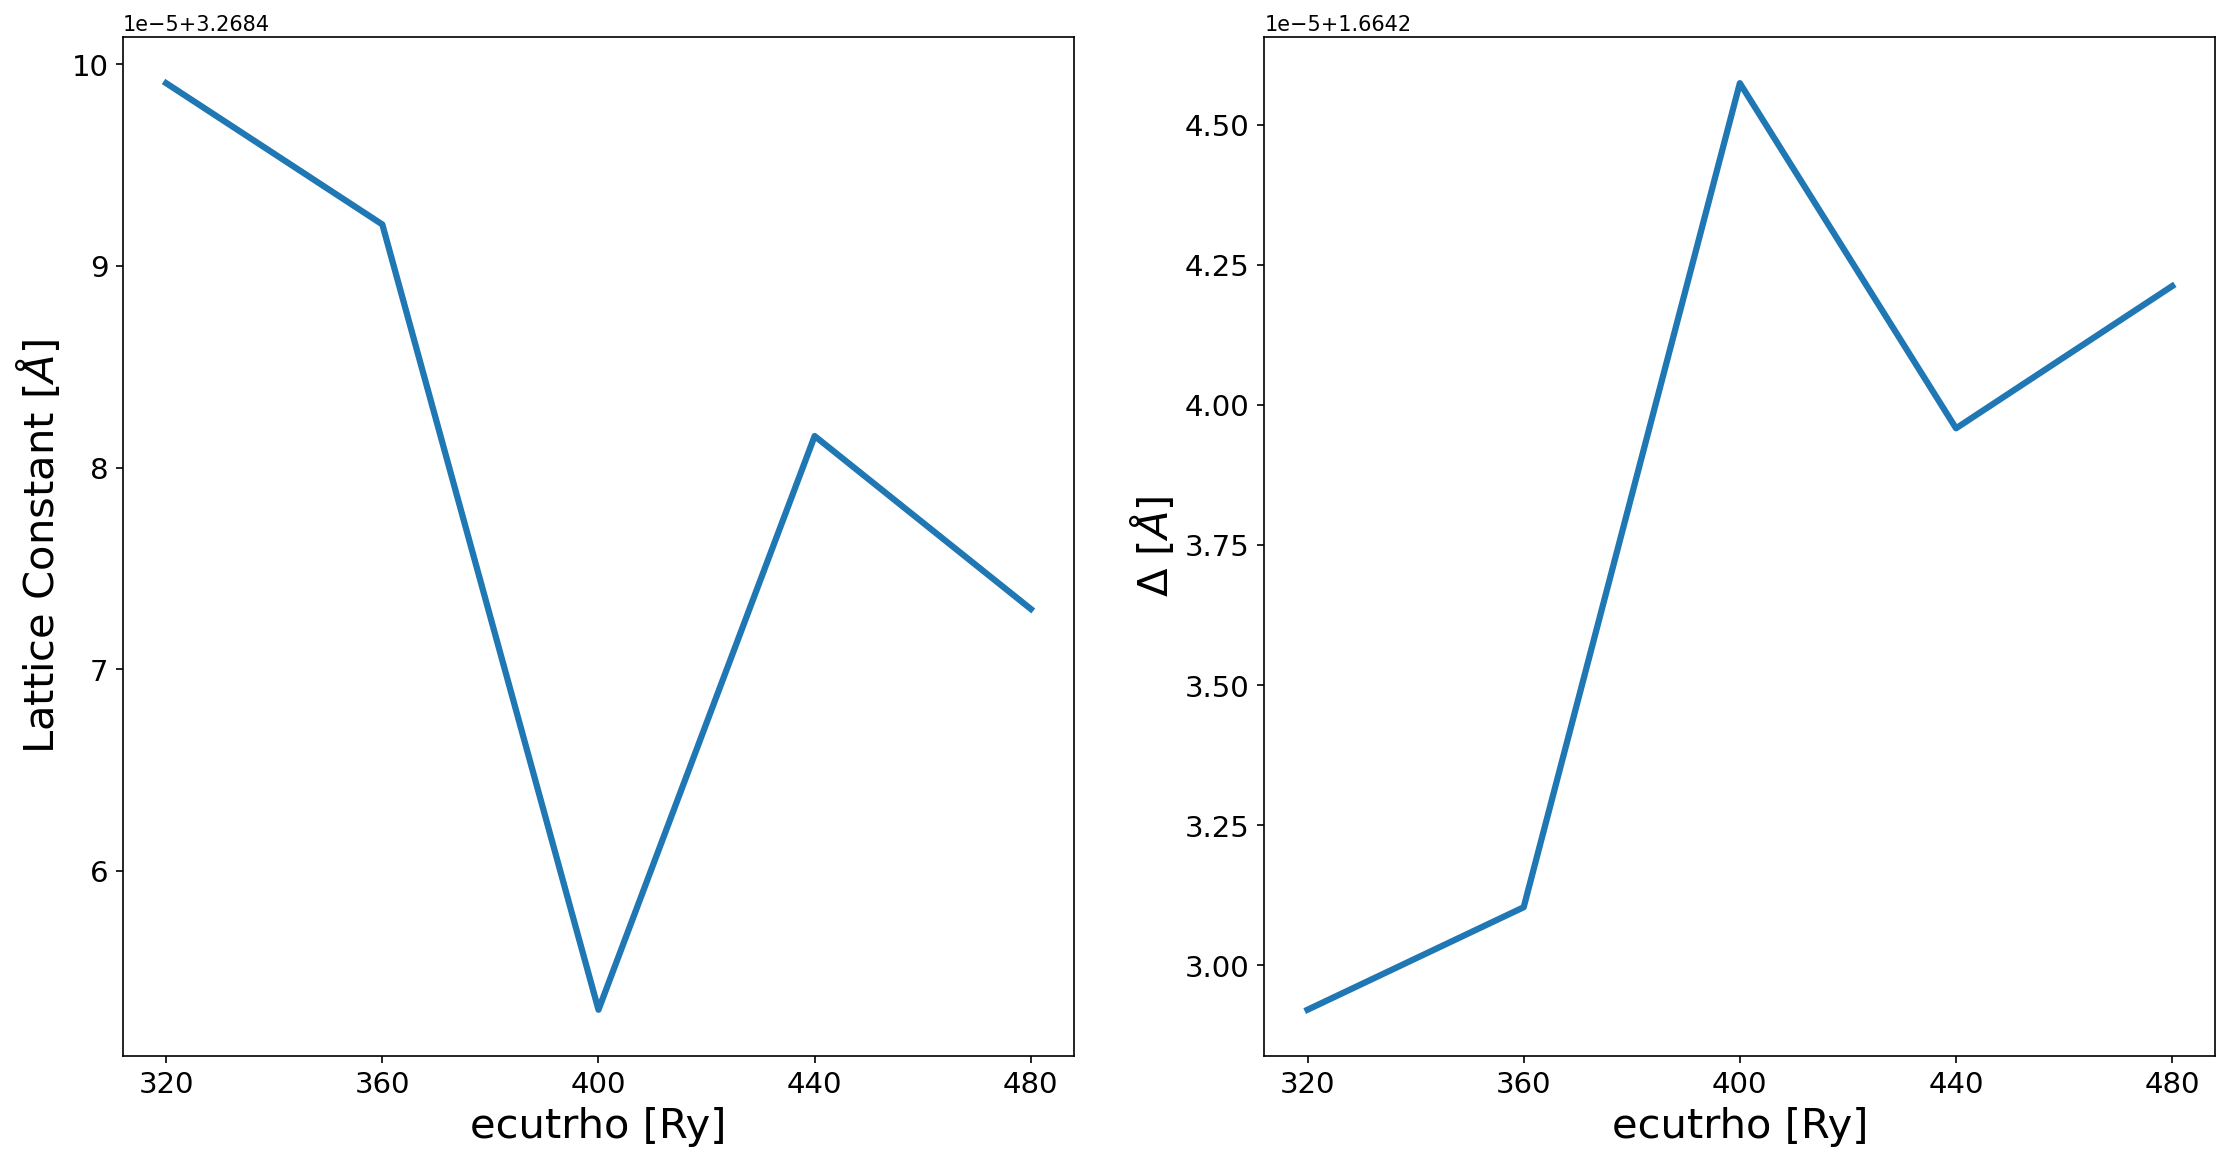 1e−5+3.2684
10
9
8
7
6
Lattice Constant [Å]
320 360 400 440 480
ecutrho [Ry]
1e−5+1.6642
4.50
4.25
4.00
3.75
3.50
3.25
3.00
Δ [Å]
320 360 400 440 480
ecutrho [Ry]